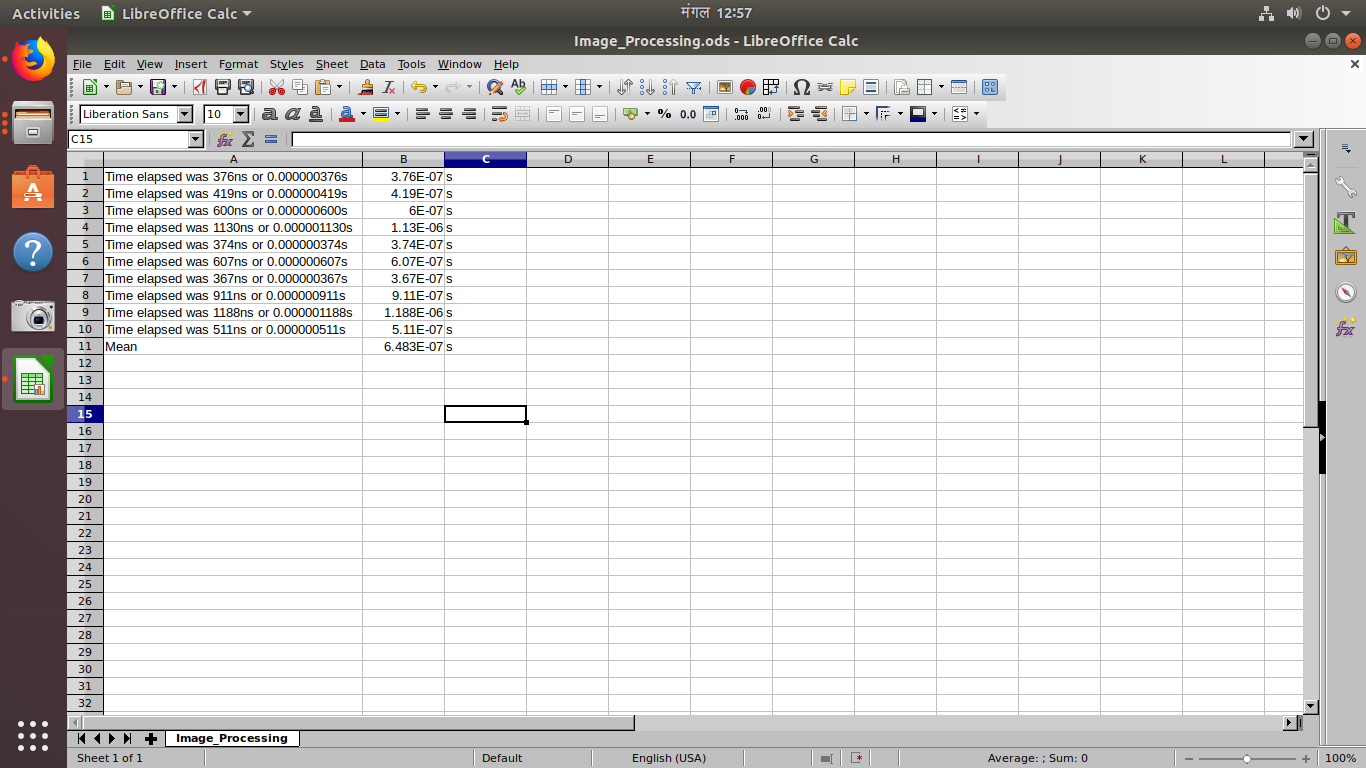 Activities LibreOffice Calc मंगल 12:57
Image_Processing.ods - LibreOffice Calc
File Edit View Insert Format Styles Sheet Data Tools Window Help
Liberation Sans 10
C15
A B C D E F G H I J K L
1 Time elapsed was 376ns or 0.000000376s 3.76E-07 s
2 Time elapsed was 419ns or 0.000000419s 4.19E-07 s
3 Time elapsed was 600ns or 0.000000600s 6E-07 s
4 Time elapsed was 1130ns or 0.000001130s 1.13E-06 s
5 Time elapsed was 374ns or 0.000000374s 3.74E-07 s
6 Time elapsed was 607ns or 0.000000607s 6.07E-07 s
7 Time elapsed was 367ns or 0.000000367s 3.67E-07 s
8 Time elapsed was 911ns or 0.000000911s 9.11E-07 s
9 Time elapsed was 1188ns or 0.000001188s 1.188E-06 s
10 Time elapsed was 511ns or 0.000000511s 5.11E-07 s
11 Mean 6.483E-07 s
12
13
14
15
16
17
18
19
20
21
22
23
24
25
26
27
28
29
30
31
32
Image_Processing
Sheet 1 of 1 Default English (USA) Average: ; Sum: 0 100%